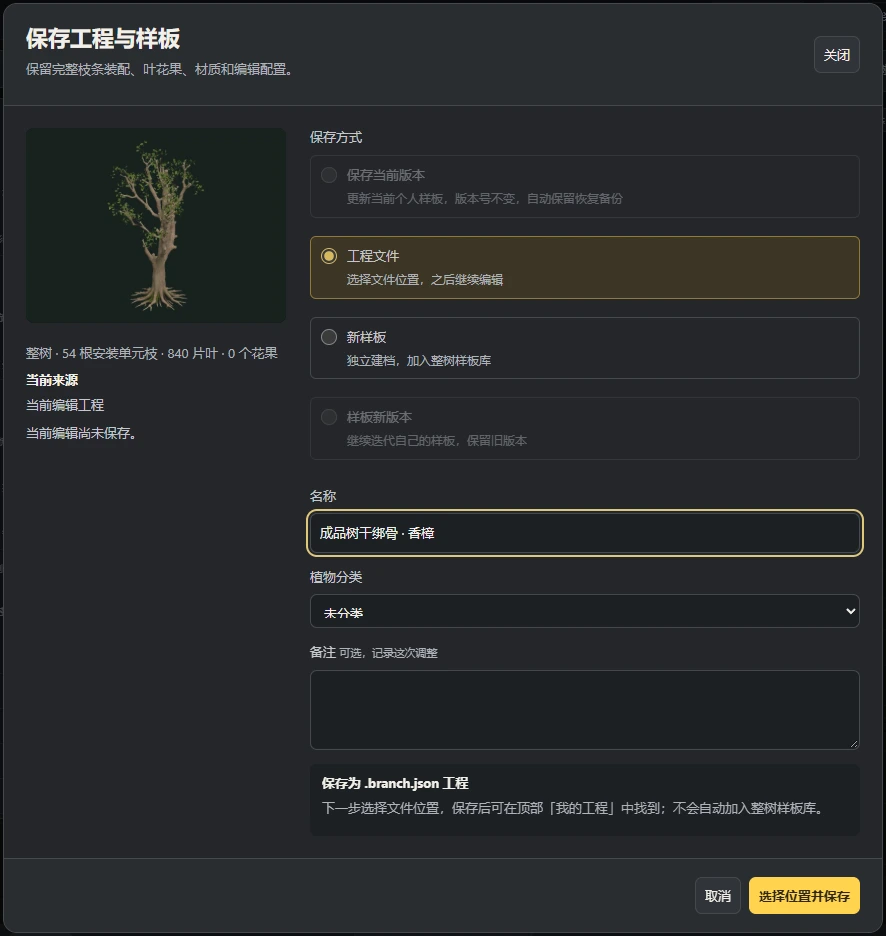 保存工程与样板
保留完整枝条装配、叶花果、材质和编辑配置。
关闭
整树 · 54 根安装单元枝 · 840 片叶 · 0 个花果
当前来源
当前编辑工程
当前编辑尚未保存。
保存方式
保存当前版本
更新当前个人样板，版本号不变，自动保留恢复备份
工程文件
选择文件位置，之后继续编辑
新样板
独立建档，加入整树样板库
样板新版本
继续迭代自己的样板，保留旧版本
名称
成品树干绑骨 · 香樟
植物分类
未分类
备注 可选，记录这次调整
保存为 .branch.json 工程
下一步选择文件位置，保存后可在顶部「我的工程」中找到；不会自动加入整树样板库。
取消
选择位置并保存